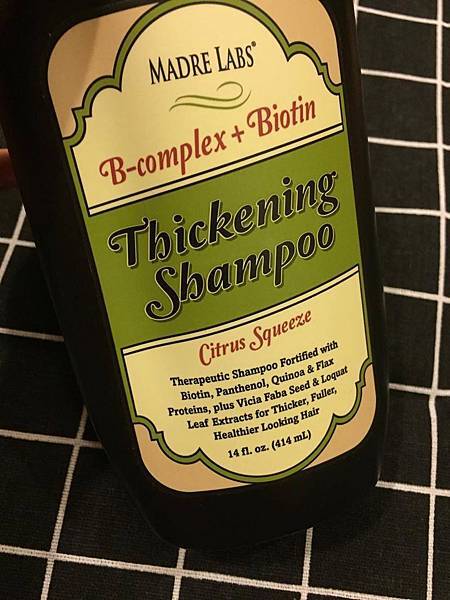 MADRE LABS®
B-complex + Biotin
Thickening
Shampoo
Citrus Squeeze
Therapeutic Shampoo Fortified with
Biotin, Panthenol, Quinoa & Flax
Proteins, plus Vicia Faba Seed & Loquat
Leaf Extracts for Thicker, Fuller,
Healthier Looking Hair
14 fl. oz. (414 mL)